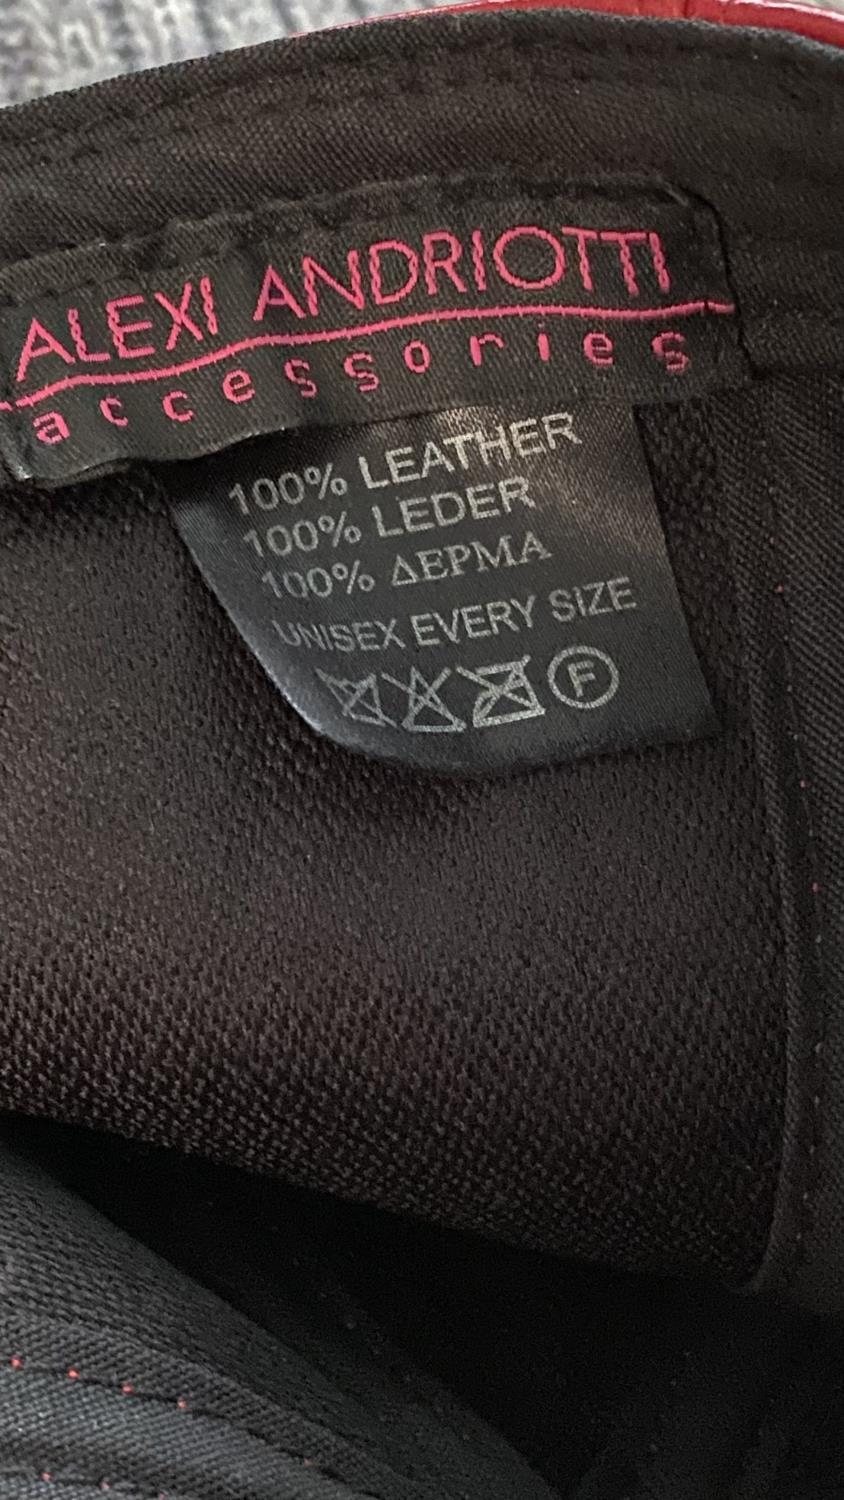 ALEXI ANDRIOTTI
accessories
100% LEATHER
100% LEDER
100% ΔΕΡΜΑ
UNISEX EVERY SIZE
F